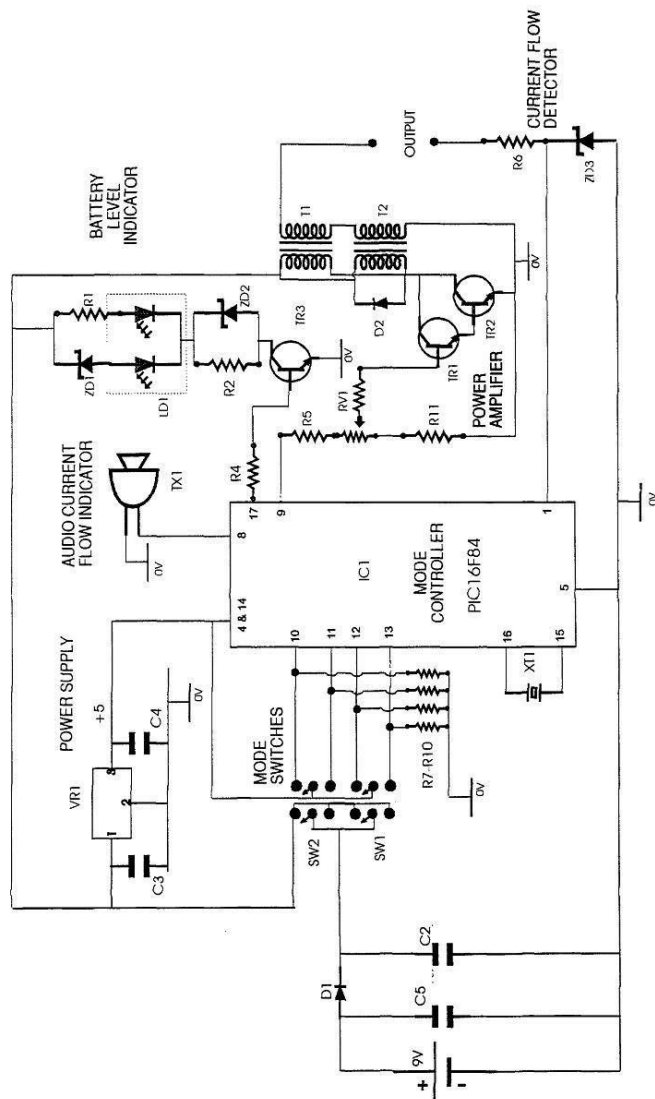 BATTERY
LEVEL
INDICATOR
AUDIO CURRENT
FLOW INDICATOR
POWER SUPPLY
+5
VR1
1
2
3
C3
C4
0V
TX1
0V
ZD1
R1
LD1
R2
ZD2
TR3
0V
R4
MODE
SWITCHES
SW2
SW1
R7-R10
0V
4 & 14
8
17
9
10
11
12
13
16
15
5
1
IC1
MODE
CONTROLLER
PIC16F84
XT1
R5
RV1
R11
POWER
AMPLIFIER
TR1
TR2
D2
T1
T2
0V
OUTPUT
R6
CURRENT FLOW
DETECTOR
ZD3
0V
D1
C5
C2
9V
+
-